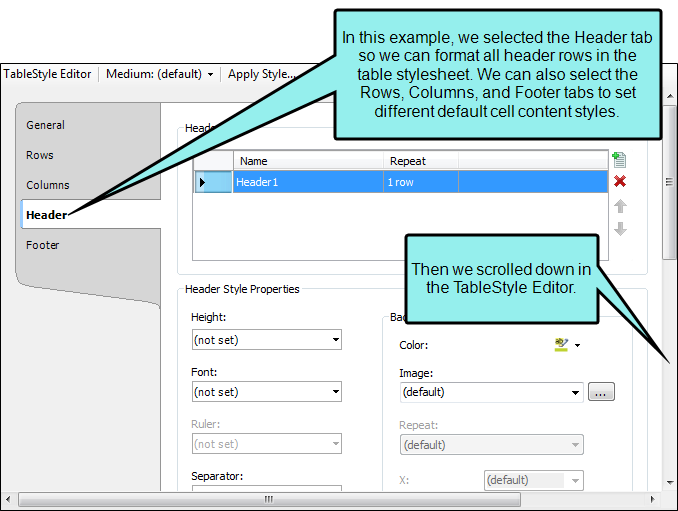 In this example, we selected the Header tab
so we can format all header rows in the
table stylesheet. We can also select the
Rows, Columns, and Footer tabs to set
different default cell content styles.
TableStyle Editor Medium: (default) Apply Style...
General
Rows
Columns
Header
Footer
Header
Name Repeat
Header1 1 row
Then we scrolled down in
the TableStyle Editor.
Header Style Properties
Height:
(not set)
Font:
(not set)
Ruler:
(not set)
Separator:
Color:
Image:
(default) ...
Repeat:
(default)
X: (default)